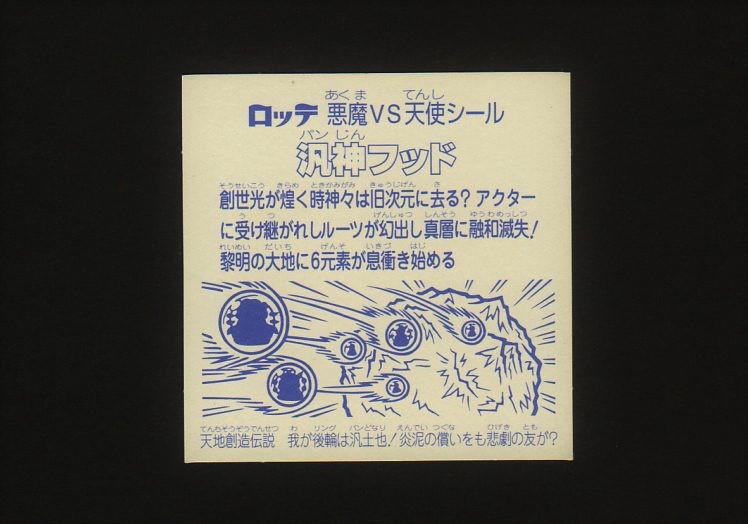 あくま てんし
ロッテ 悪魔VS天使シール
パン じん
汎神フッド
そうせいこう きらめ ときかみがみ きゅうじげん さ
創世光が煌く時神々は旧次元に去る?アクター
う つ げんしゅつ しんそう ゆうわめっしつ
に受け継がれしルーツが幻出し真層に融和滅失!
れいめい だいち げんそ いきづ はじ
黎明の大地に6元素が息衝き始める
てんちそうぞうでんせつ わ リング パンどなり えんでい つぐな ひげき とも
天地創造伝説 我が後輪は汎土也!炎泥の償いをも悲劇の友が?